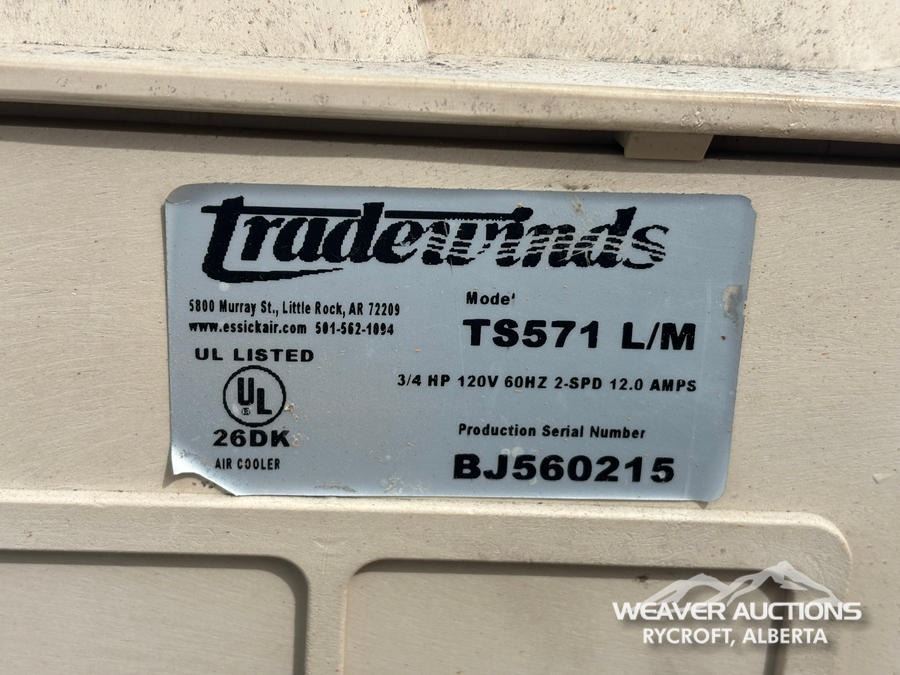 tradewinds
5800 Murray St., Little Rock, AR 72209
www.essickair.com 501-562-1094
UL LISTED
UL
26DK
AIR COOLER
Model
TS571 L/M
3/4 HP 120V 60HZ 2-SPD 12.0 AMPS
Production Serial Number
BJ560215
WEAVER AUCTIONS
RYCROFT, ALBERTA